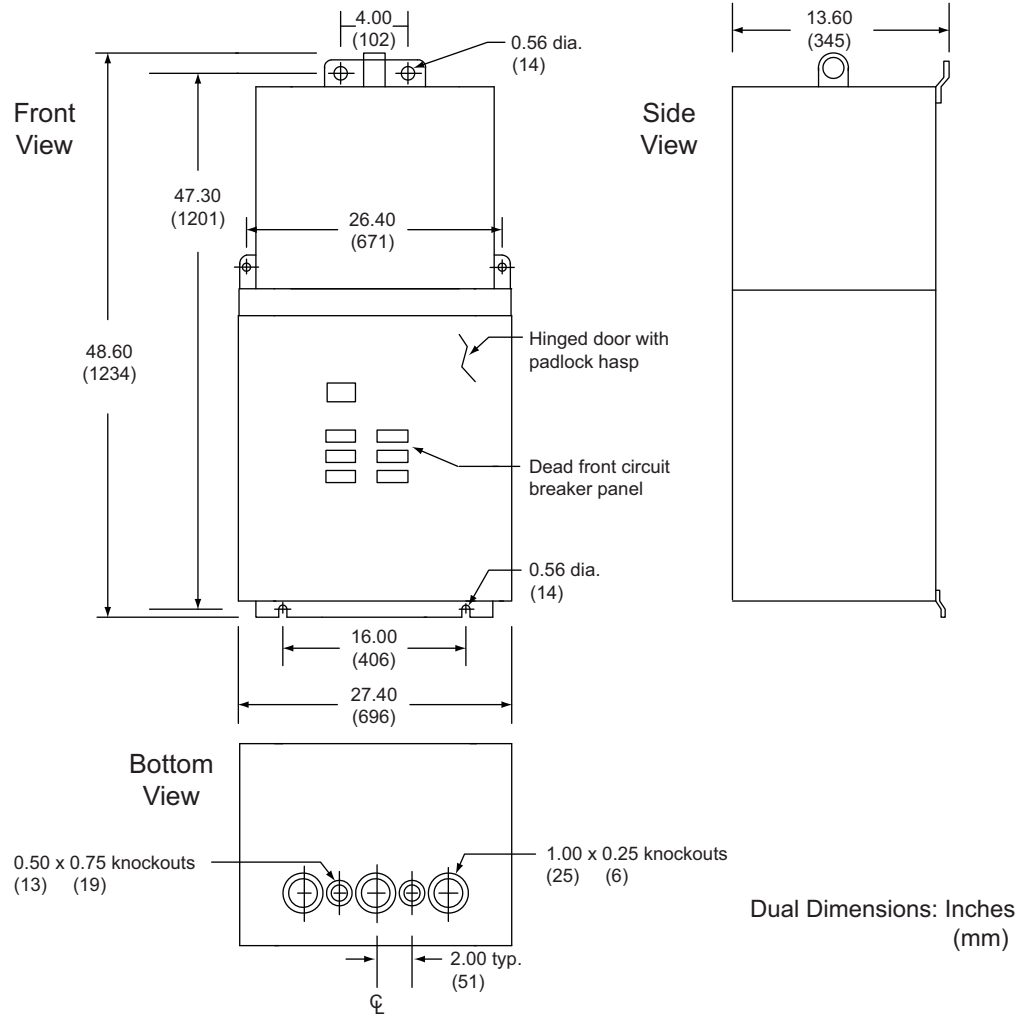 4.00
(102)
0.56 dia.
(14)
13.60
(345)
Front
View
Side
View
47.30
(1201)
26.40
(671)
48.60
(1234)
Hinged door with
padlock hasp
Dead front circuit
breaker panel
0.56 dia.
(14)
16.00
(406)
27.40
(696)
Bottom
View
0.50 x 0.75 knockouts
(13) (19)
1.00 x 0.25 knockouts
(25) (6)
Dual Dimensions: Inches
(mm)
2.00 typ.
(51)
℄